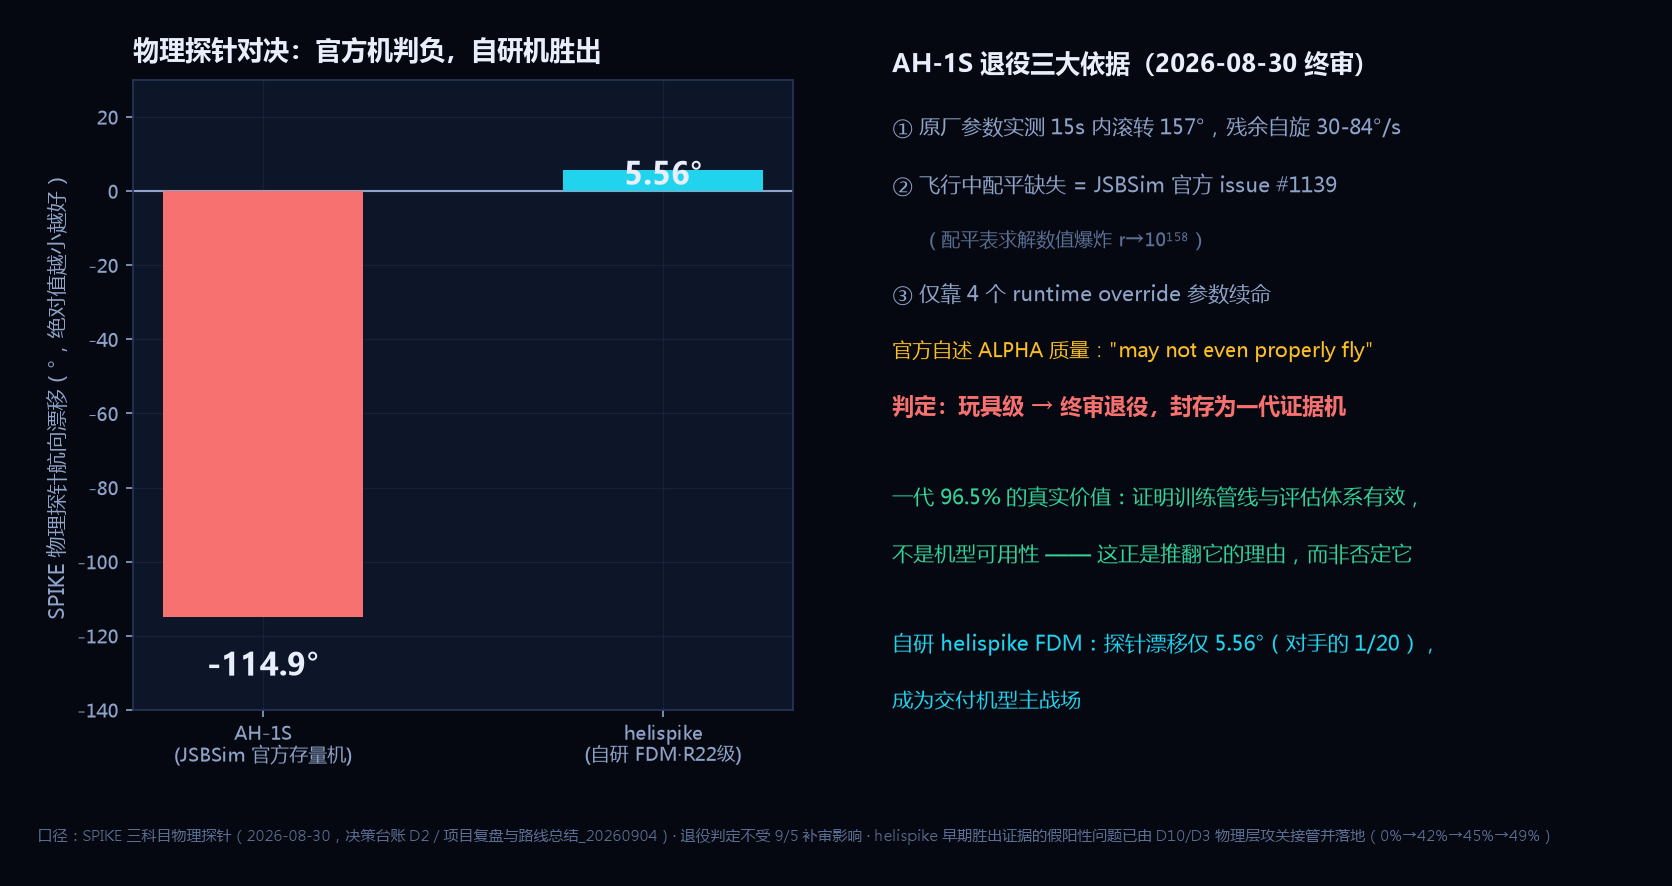 物理探针对决：官方机判负，自研机胜出
SPIKE 物理探针航向漂移（°，绝对值越小越好）
20
0
-20
-40
-60
-80
-100
-120
-140
5.56°
-114.9°
AH-1S
(JSBSim 官方存量机)
helispike
(自研 FDM·R22级)
AH-1S 退役三大依据（2026-08-30 终审）
① 原厂参数实测 15s 内滚转 157°，残余自旋 30-84°/s
② 飞行中配平缺失 = JSBSim 官方 issue #1139
（配平表求解数值爆炸 r→10¹⁵⁸）
③ 仅靠 4 个 runtime override 参数续命
官方自述 ALPHA 质量："may not even properly fly"
判定：玩具级 → 终审退役，封存为一代证据机
一代 96.5% 的真实价值：证明训练管线与评估体系有效，
不是机型可用性 —— 这正是推翻它的理由，而非否定它
自研 helispike FDM：探针漂移仅 5.56°（对手的 1/20），
成为交付机型主战场
口径：SPIKE 三科目物理探针（2026-08-30，决策台账 D2 / 项目复盘与路线总结_20260904）· 退役判定不受 9/5 补审影响 · helispike 早期胜出证据的假阳性问题已由 D10/D3 物理层攻关接管并落地（0%→42%→45%→49%）